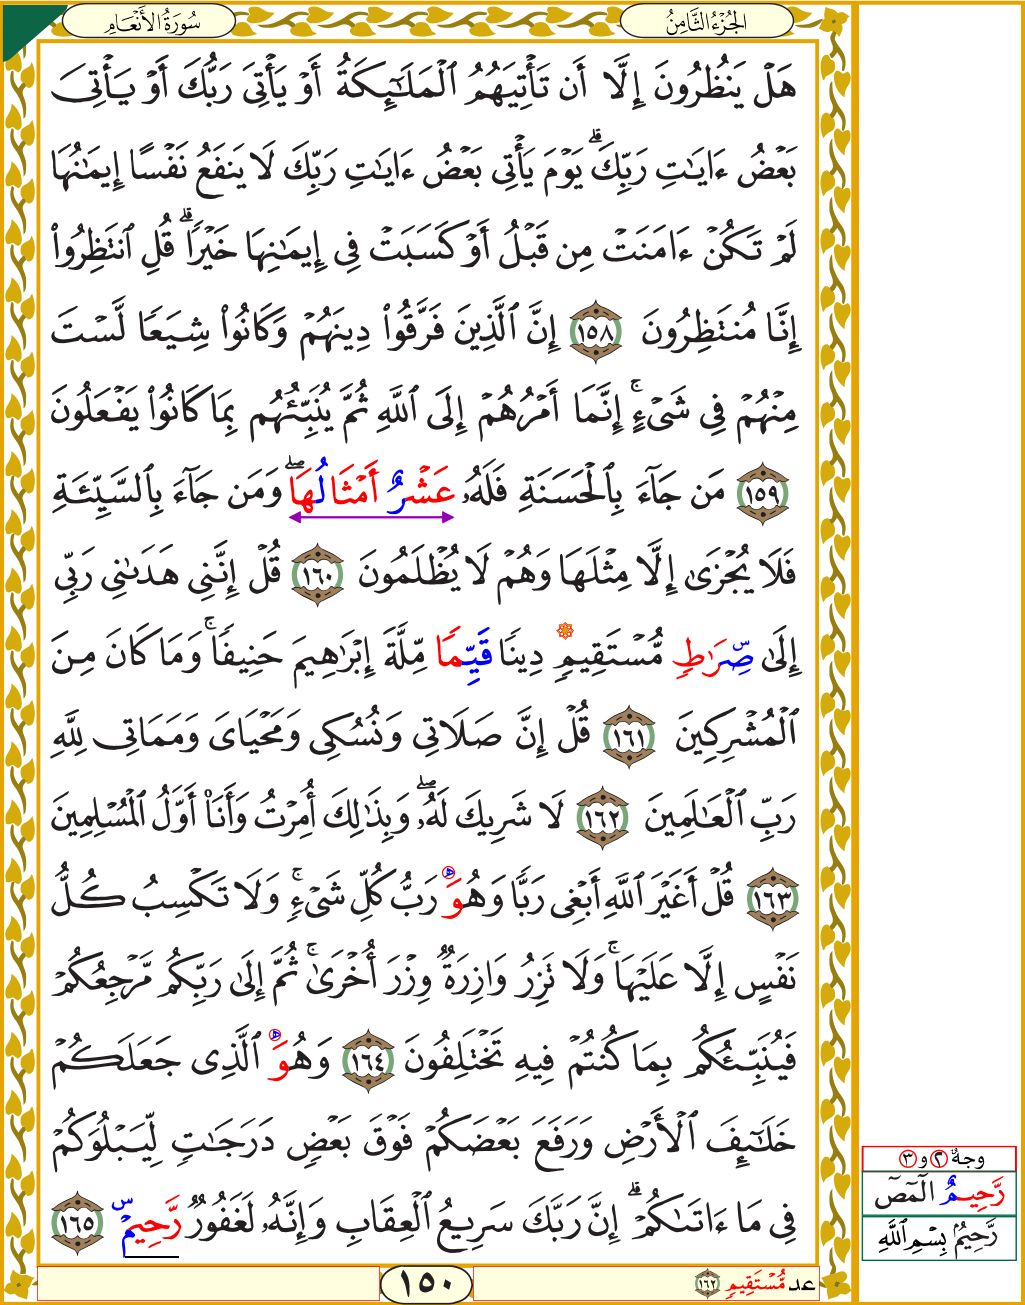 الجُزْءُ الثَّامِنُ
سُورَةُ الأَنْعَامِ
هَلْ يَنظُرُونَ إِلَّا أَن تَأْتِيَهُمُ ٱلْمَلَٰٓئِكَةُ أَوْ يَأْتِىَ رَبُّكَ أَوْ يَأْتِىَ
بَعْضُ ءَايَٰتِ رَبِّكَ ۗ يَوْمَ يَأْتِى بَعْضُ ءَايَٰتِ رَبِّكَ لَا يَنفَعُ نَفْسًا إِيمَٰنُهَا
لَمْ تَكُنْ ءَامَنَتْ مِن قَبْلُ أَوْ كَسَبَتْ فِىٓ إِيمَٰنِهَا خَيْرًا ۗ قُلِ ٱنتَظِرُوٓا۟
إِنَّا مُنتَظِرُونَ ١٥٨ إِنَّ ٱلَّذِينَ فَرَّقُوا۟ دِينَهُمْ وَكَانُوا۟ شِيَعًا لَّسْتَ
مِنْهُمْ فِى شَىْءٍ ۚ إِنَّمَآ أَمْرُهُمْ إِلَى ٱللَّهِ ثُمَّ يُنَبِّئُهُم بِمَا كَانُوا۟ يَفْعَلُونَ
١٥٩ مَن جَآءَ بِٱلْحَسَنَةِ فَلَهُۥ عَشْرٌ أَمْثَالُهَا ۖ وَمَن جَآءَ بِٱلسَّيِّئَةِ
فَلَا يُجْزَىٰٓ إِلَّا مِثْلَهَا وَهُمْ لَا يُظْلَمُونَ ١٦٠ قُلْ إِنَّنِى هَدَىٰنِى رَبِّىٓ
إِلَىٰ صِرَٰطٍ مُّسْتَقِيمٍ دِينًا قَيِّمًا مِّلَّةَ إِبْرَٰهِيمَ حَنِيفًا ۚ وَمَا كَانَ مِنَ
ٱلْمُشْرِكِينَ ١٦١ قُلْ إِنَّ صَلَاتِى وَنُسُكِى وَمَحْيَاىَ وَمَمَاتِى لِلَّهِ
رَبِّ ٱلْعَٰلَمِينَ ١٦٢ لَا شَرِيكَ لَهُۥ ۖ وَبِذَٰلِكَ أُمِرْتُ وَأَنَا۠ أَوَّلُ ٱلْمُسْلِمِينَ
١٦٣ قُلْ أَغَيْرَ ٱللَّهِ أَبْغِى رَبًّا وَهُوَ رَبُّ كُلِّ شَىْءٍ ۚ وَلَا تَكْسِبُ كُلُّ
نَفْسٍ إِلَّا عَلَيْهَا ۚ وَلَا تَزِرُ وَازِرَةٌ وِزْرَ أُخْرَىٰ ۚ ثُمَّ إِلَىٰ رَبِّكُم مَّرْجِعُكُمْ
فَيُنَبِّئُكُم بِمَا كُنتُمْ فِيهِ تَخْتَلِفُونَ ١٦٤ وَهُوَ ٱلَّذِى جَعَلَكُمْ
خَلَٰٓئِفَ ٱلْأَرْضِ وَرَفَعَ بَعْضَكُمْ فَوْقَ بَعْضٍ دَرَجَٰتٍ لِّيَبْلُوَكُمْ
فِى مَآ ءَاتَىٰكُمْ ۗ إِنَّ رَبَّكَ سَرِيعُ ٱلْعِقَابِ وَإِنَّهُۥ لَغَفُورٌ رَّحِيمٌ ١٦٥
وجهٌ ٢ و ٣
رَّحِيمٌ الٓمٓصٓ
رَّحِيمٌ بِسْمِ ٱللَّهِ
عد مُّسْتَقِيمٍ ١٦٢
١٥٠